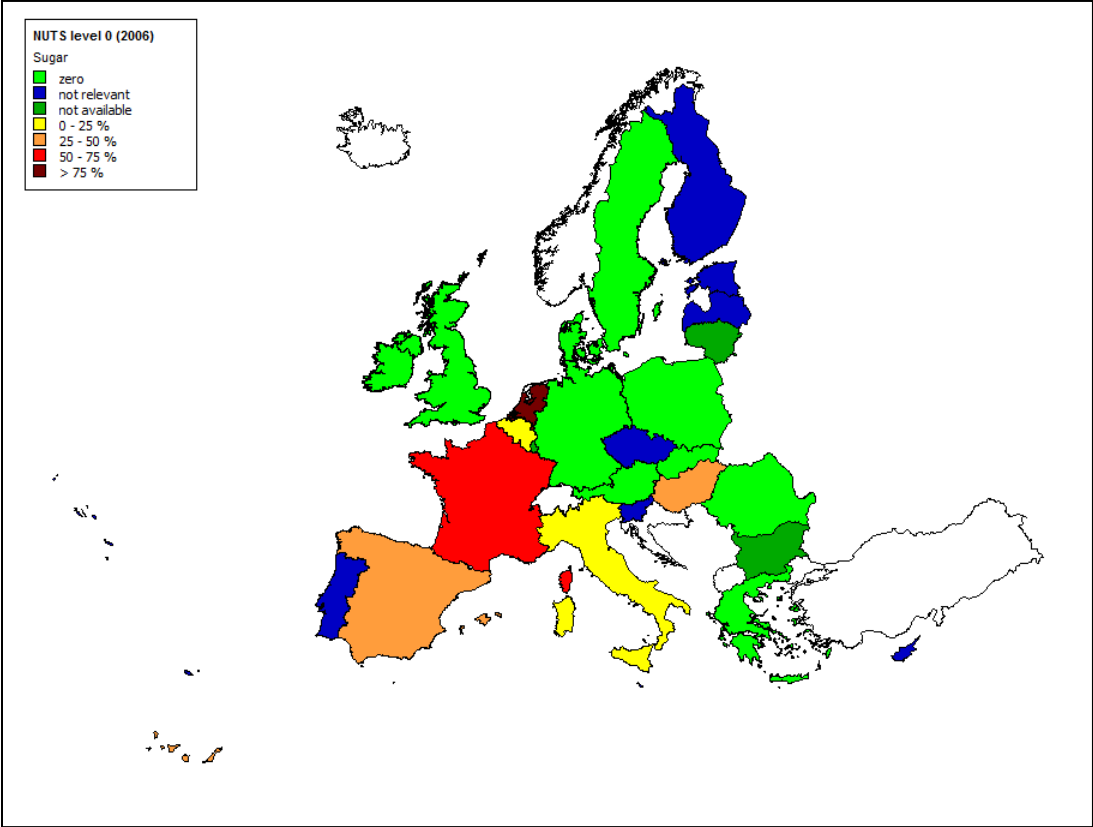 NUTS level 0 (2006)
Sugar
zero
not relevant
not available
0 - 25 %
25 - 50 %
50 - 75 %
> 75 %